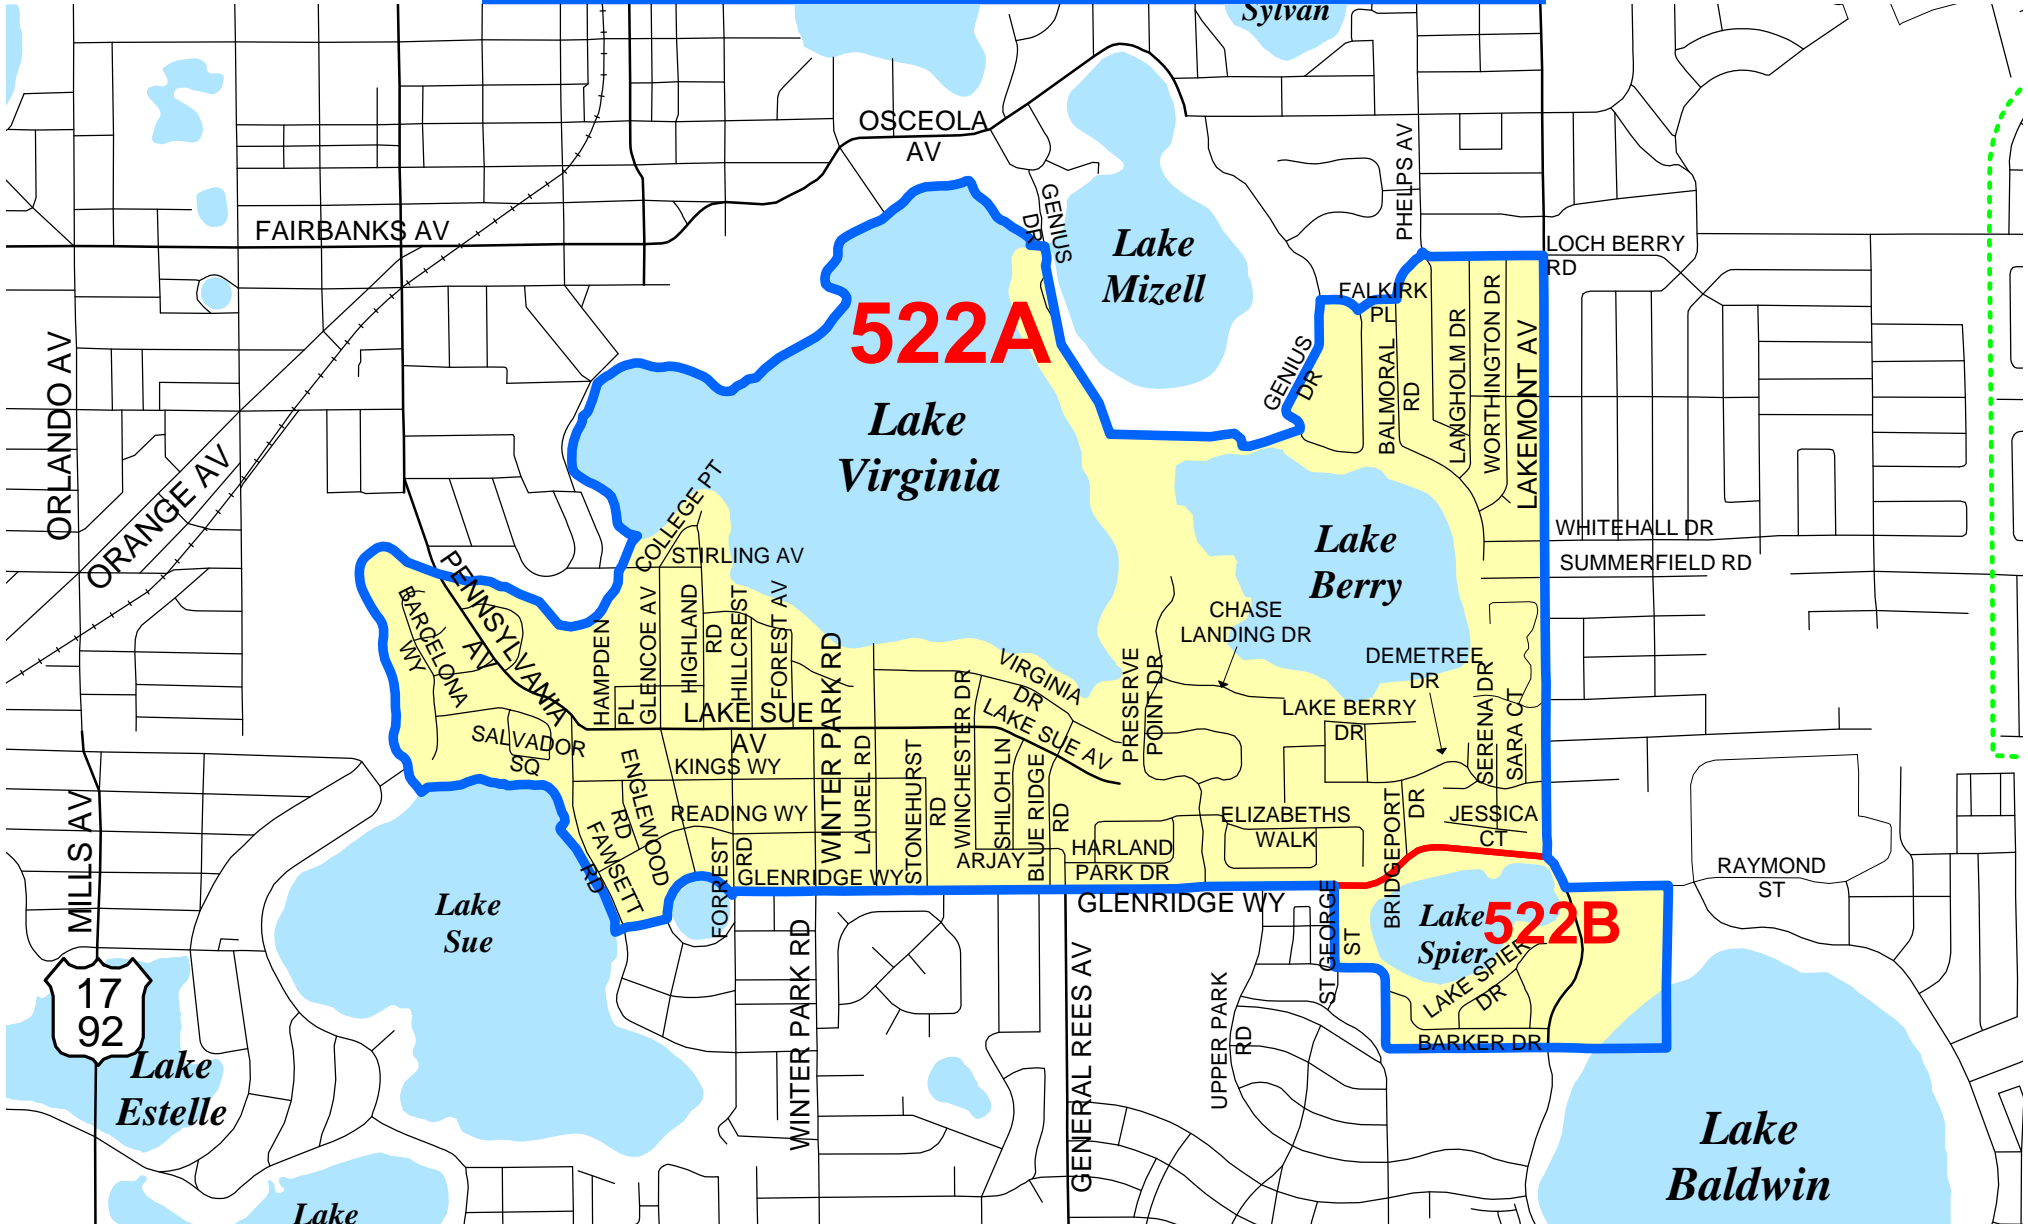 Sylvan
OSCEOLA
AV
PHELPS AV
GENIUS
DR
FAIRBANKS AV
Lake
Mizell
LOCH BERRY
RD
FALKIRK
PL
522A
GENIUS
DR
BALMORAL
RD
LANGHOLM DR
WORTHINGTON DR
LAKEMONT AV
ORLANDO AV
ORANGE AV
Lake
Virginia
COLLEGE PT
STIRLING AV
Lake
Berry
WHITEHALL DR
SUMMERFIELD RD
PENNSYLVANIA
AV
BARCELONA
WY
HAMPDEN
PL
GLENCOE AV
HIGHLAND
RD
HILLCREST
FOREST AV
WINTER PARK RD
CHASE
LANDING DR
DEMETREE
DR
VIRGINIA
DR
PRESERVE
POINT DR
LAKE SUE
AV
LAKE SUE AV
LAKE BERRY
DR
SERENA DR
SARA CT
SALVADOR
SQ
KINGS WY
ENGLEWOOD
RD
READING WY
LAUREL RD
STONEHURST
RD
WINCHESTER DR
SHILOH LN
BLUE RIDGE
RD
ELIZABETHS
WALK
BRIDGEPORT
DR
JESSICA
CT
MILLS AV
FAWSETT
RD
FORREST
RD
GLENRIDGE WY
ARJAY
HARLAND
PARK DR
GLENRIDGE WY
RAYMOND
ST
Lake
Sue
WINTER PARK RD
GENERAL REES AV
UPPER PARK
RD
ST GEORGE
ST
Lake
Spier
522B
LAKE SPIER
DR
BARKER DR
17
92
Lake
Estelle
Lake
Baldwin
Lake